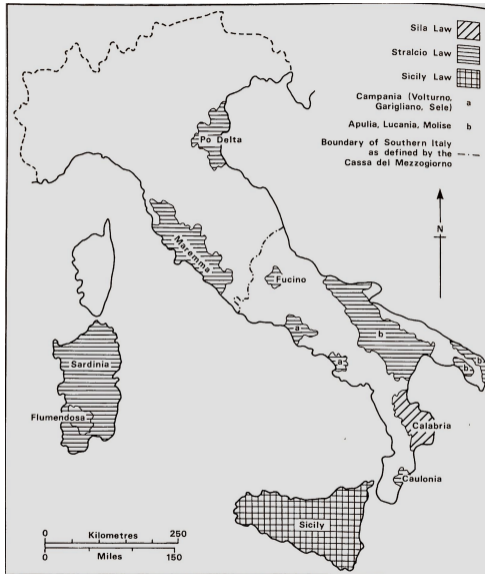 Sila Law
Stralcio Law
Sicily Law
Campania (Volturno,
Garigliano, Sele) a
Apulia, Lucania, Molise b
Boundary of Southern Italy
as defined by the
Cassa del Mezzogiorno
N
Po Delta
Maremma
Fucino
a
b
a
b
b
Sardinia
Flumendosa
Calabria
Caulonia
Sicily
0 250
Kilometres
Miles
0 150